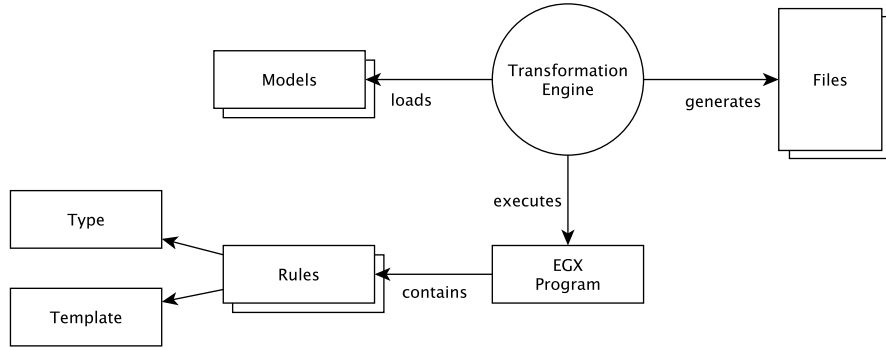 Transformation
Engine
Models
Files
loads
generates
executes
Type
EGX
Program
Rules
contains
Template